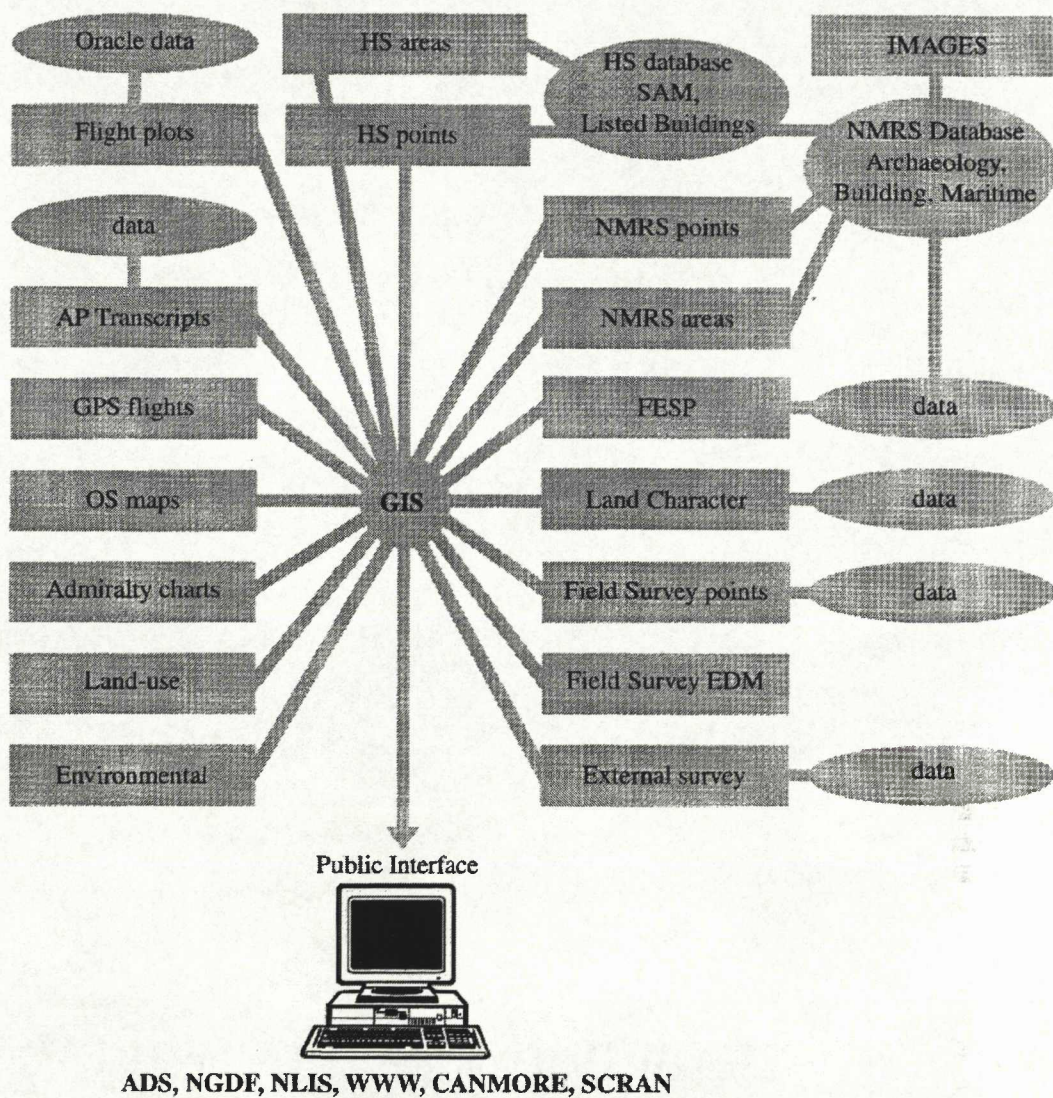 Oracle data
HS areas
HS database
SAM,
Listed Buildings
IMAGES
Flight plots
HS points
NMRS Database
Archaeology,
Building, Maritime
data
NMRS points
AP Transcripts
NMRS areas
GPS flights
FESP
data
OS maps
GIS
Land Character
data
Admiralty charts
Field Survey points
data
Land-use
Field Survey EDM
Environmental
External survey
data
Public Interface
ADS, NGDF, NLIS, WWW, CANMORE, SCRAN